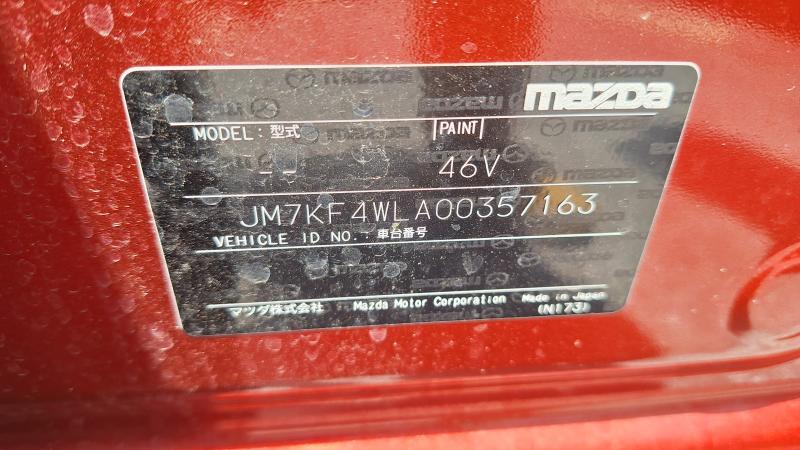 mazda
MODEL: 型式 PAINT
-- 46V
JM7KF4WLA00357163
VEHICLE ID NO.: 車台番号
マツダ株式会社 Mazda Motor Corporation Made in Japan
(N173)